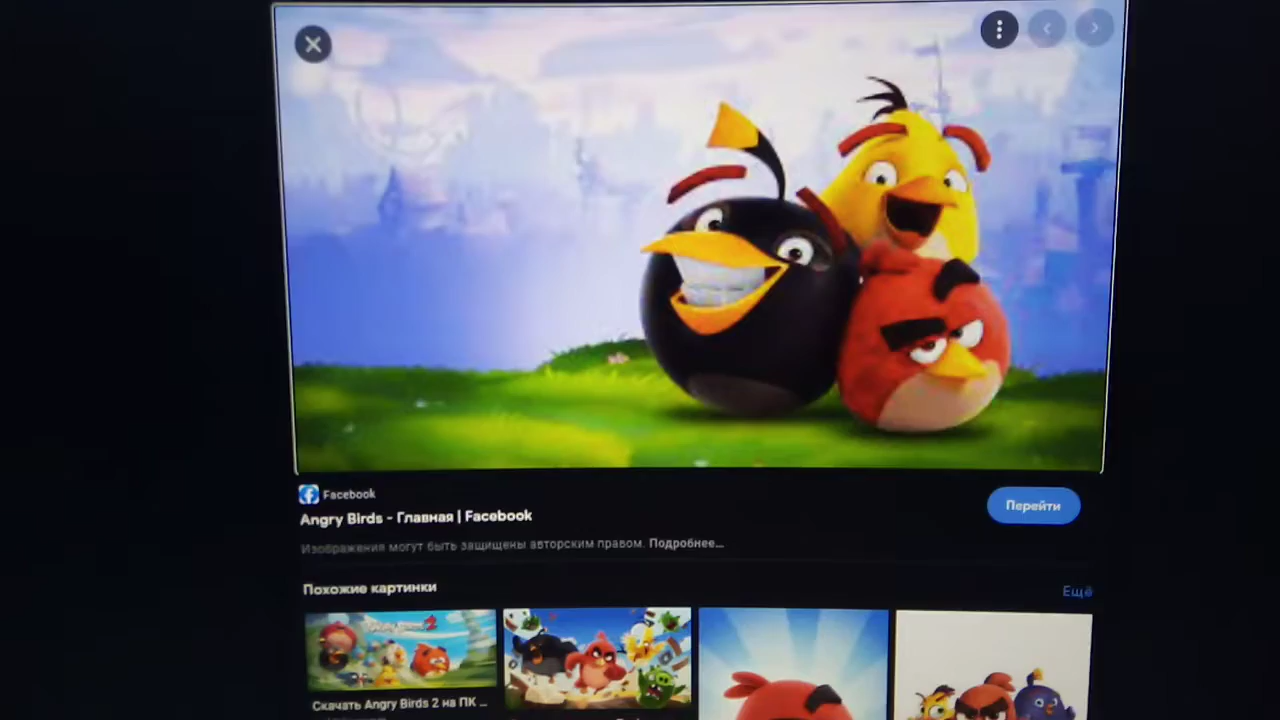 Facebook
Перейти
Angry Birds - Главная | Facebook
Изображения могут быть защищены авторским правом. Подробнее...
Похожие картинки
Ещё
Скачать Angry Birds 2 на ПК ...